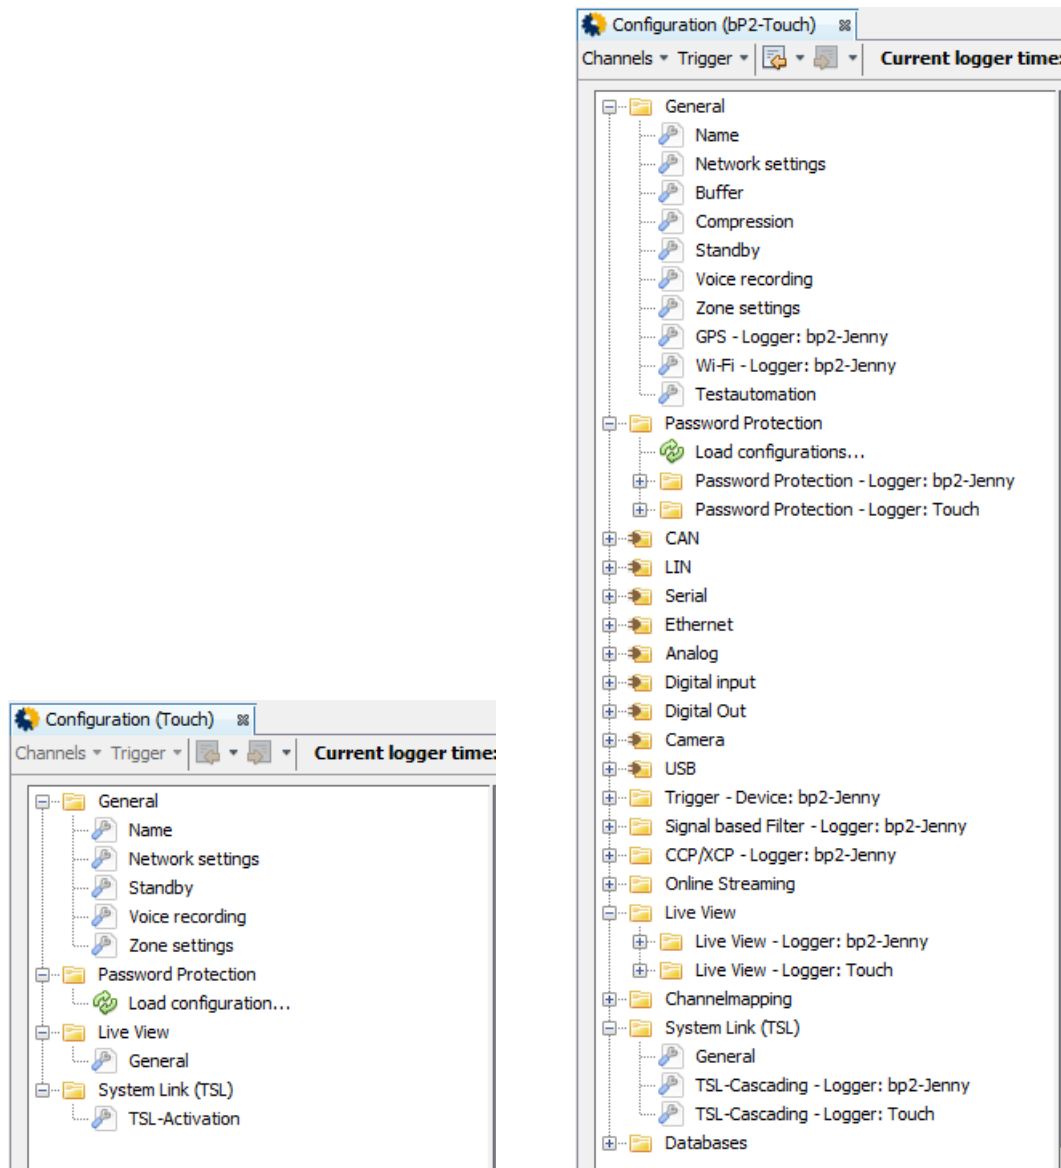 Configuration (Touch)
Channels Trigger Current logger time:
General
Name
Network settings
Standby
Voice recording
Zone settings
Password Protection
Load configuration...
Live View
General
System Link (TSL)
TSL-Activation
Configuration (bP2-Touch)
Channels Trigger Current logger time:
General
Name
Network settings
Buffer
Compression
Standby
Voice recording
Zone settings
GPS - Logger: bp2-Jenny
Wi-Fi - Logger: bp2-Jenny
Testautomation
Password Protection
Load configurations...
Password Protection - Logger: bp2-Jenny
Password Protection - Logger: Touch
CAN
LIN
Serial
Ethernet
Analog
Digital input
Digital Out
Camera
USB
Trigger - Device: bp2-Jenny
Signal based Filter - Logger: bp2-Jenny
CCP/XCP - Logger: bp2-Jenny
Online Streaming
Live View
Live View - Logger: bp2-Jenny
Live View - Logger: Touch
Channelmapping
System Link (TSL)
General
TSL-Cascading - Logger: bp2-Jenny
TSL-Cascading - Logger: Touch
Databases